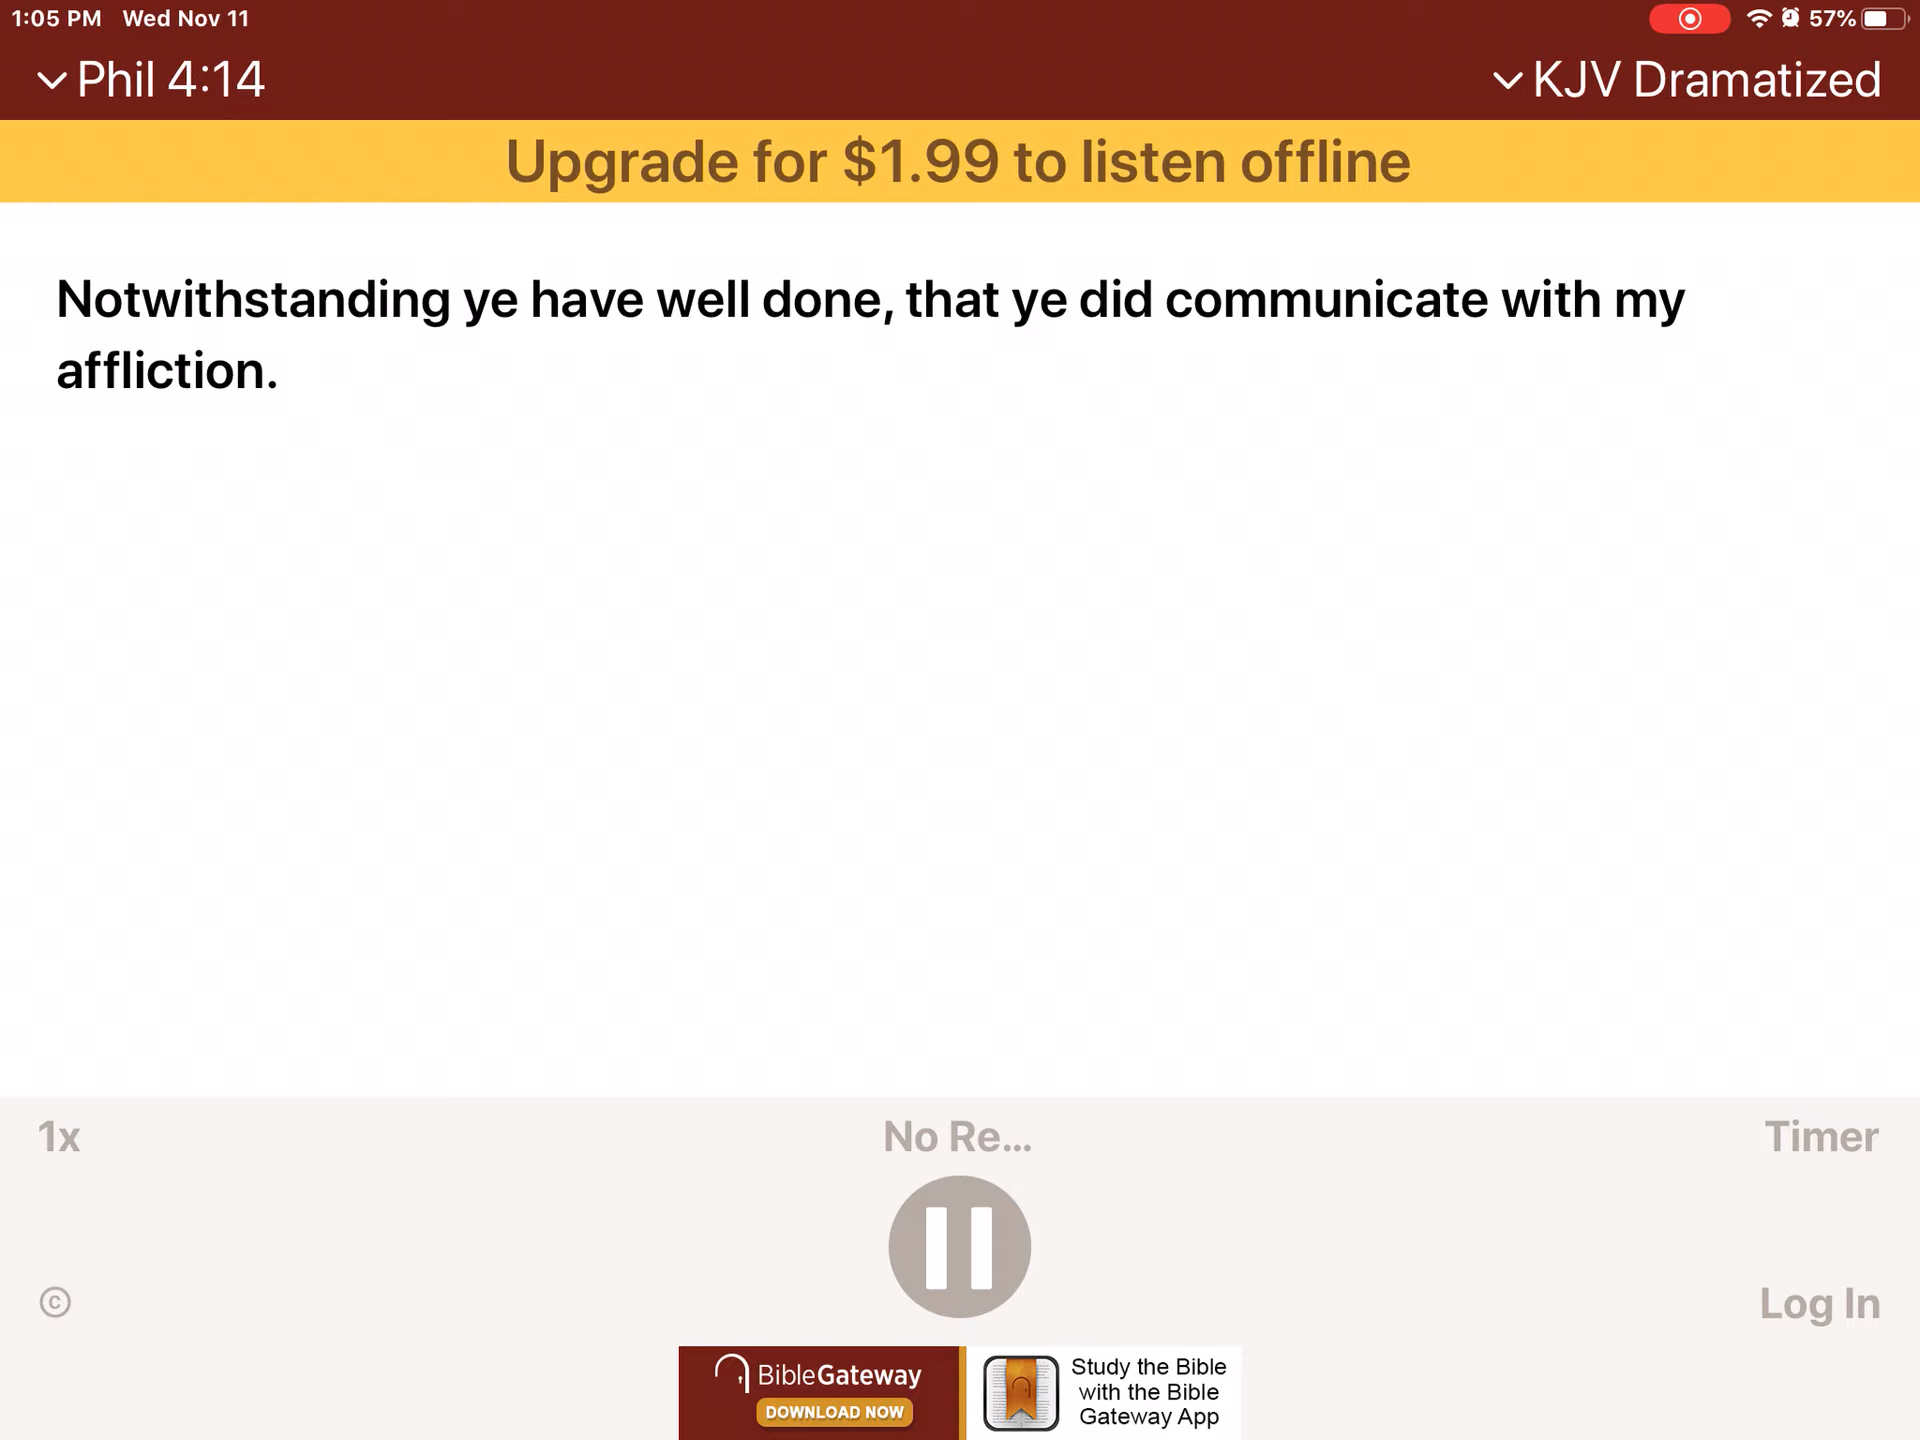 1:05 PM Wed Nov 11 57%
Phil 4:14 KJV Dramatized
Upgrade for $1.99 to listen offline
Notwithstanding ye have well done, that ye did communicate with my
affliction.
1x No Re... Timer
© Log In
BibleGateway
DOWNLOAD NOW
Study the Bible
with the Bible
Gateway App